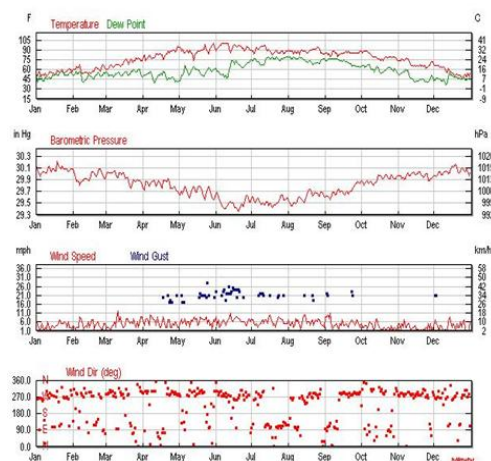 F Temperature Dew Point C
105 41
90 32
75 24
60 16
45 7
30 -1
15 -9
Jan Feb Mar Apr May Jun Jul Aug Sep Oct Nov Dec
in Hg Barometric Pressure hPa
30.3
30.1
29.9
29.7
29.5
29.3
Jan Feb Mar Apr May Jun Jul Aug Sep Oct Nov Dec
mph Wind Speed Wind Gust km/h
36.0 58
31.0 50
26.0 42
21.0 34
16.0 26
11.0 18
6.0 10
1.0 2
Jan Feb Mar Apr May Jun Jul Aug Sep Oct Nov Dec
Wind Dir (deg)
360.0 N
270.0 W
180.0 S
90.0 E
0.0 N
Jan Feb Mar Apr May Jun Jul Aug Sep Oct Nov Dec